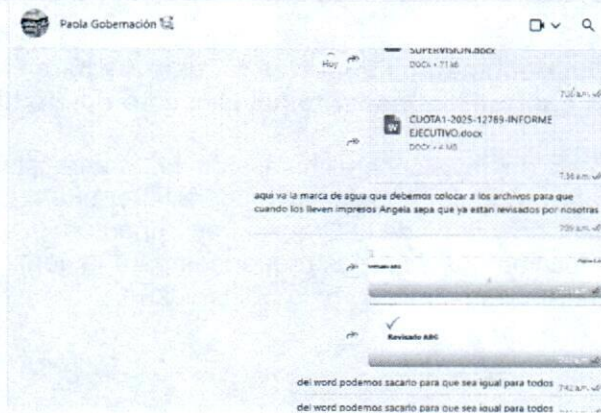 Paola Gobernación
SUPERVISION.docx
Hoy
DOCX • 71 kB
CUOTA1-2025-12789-INFORME
EJECUTIVO.docx
DOCX • 4 MB
7:36 a.m.
aqui va la marca de agua que debemos colocar a los archivos para que
cuando los lleven impresos Angela sepa que ya estan revisados por nosotras
7:39 a.m.
Revisado ABG
del word podemos sacarlo para que sea igual para todos 7:42 a.m.
del word podemos sacarlo para que sea igual para todos